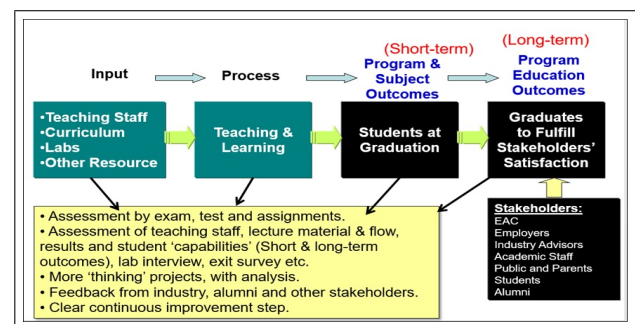 (Short-term)
(Long-term)
Input
Process
Program &
Subject
Outcomes
Program
Education
Outcomes
•Teaching Staff
•Curriculum
•Labs
•Other Resource
Teaching &
Learning
Students at
Graduation
Graduates
to Fulfill
Stakeholders'
Satisfaction
• Assessment by exam, test and assignments.
• Assessment of teaching staff, lecture material & flow,
results and student 'capabilities' (Short & long-term
outcomes), lab interview, exit survey etc.
• More 'thinking' projects, with analysis.
• Feedback from industry, alumni and other stakeholders.
• Clear continuous improvement step.
Stakeholders:
EAC
Employers
Industry Advisors
Academic Staff
Public and Parents
Students
Alumni